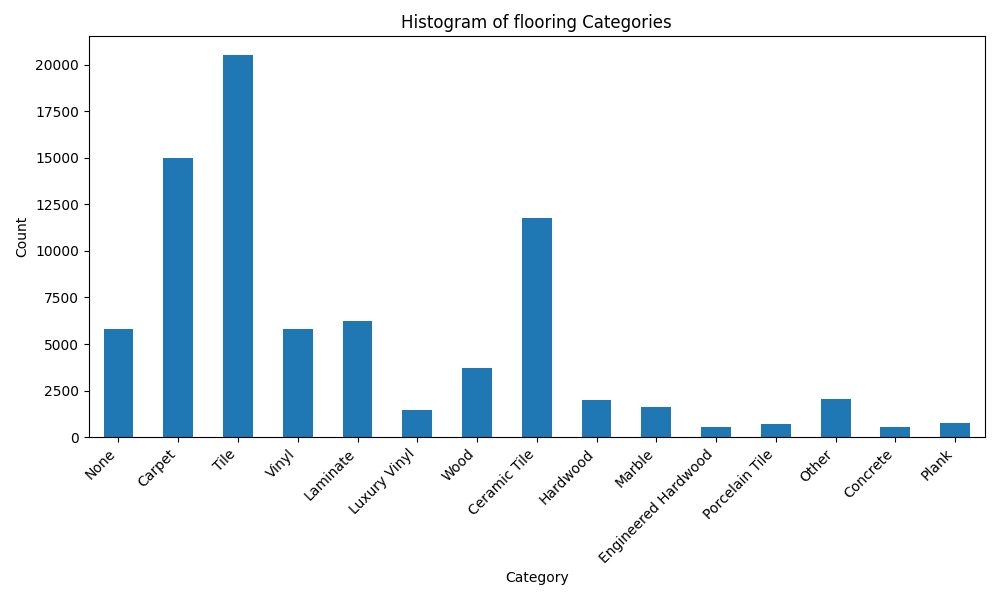 Histogram of flooring Categories
20000
17500
15000
12500
10000
7500
5000
2500
0
Count
None
Carpet
Tile
Vinyl
Laminate
Luxury Vinyl
Wood
Ceramic Tile
Hardwood
Marble
Engineered Hardwood
Porcelain Tile
Other
Concrete
Plank
Category